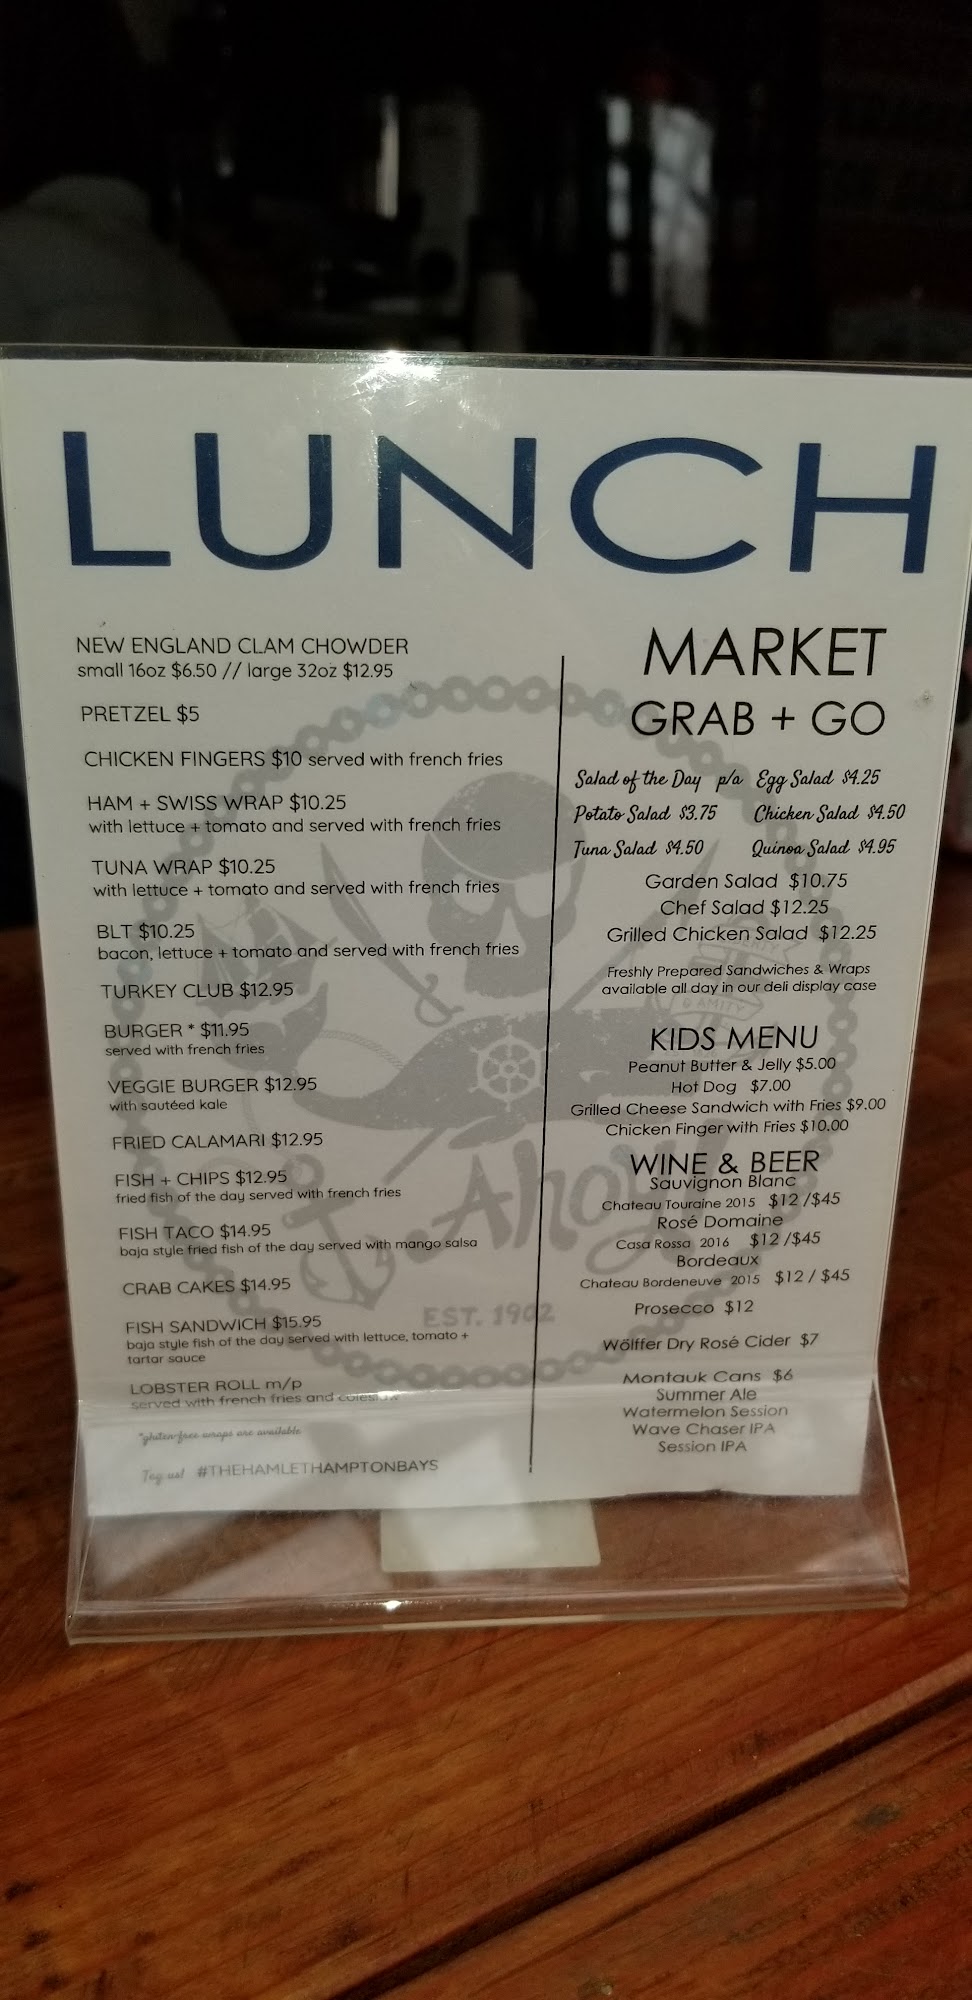 LUNCH
NEW ENGLAND CLAM CHOWDER
small 16oz $6.50 // large 32oz $12.95
PRETZEL $5
CHICKEN FINGERS $10 served with french fries
HAM + SWISS WRAP $10.25
with lettuce + tomato and served with french fries
TUNA WRAP $10.25
with lettuce + tomato and served with french fries
BLT $10.25
bacon, lettuce + tomato and served with french fries
TURKEY CLUB $12.95
BURGER * $11.95
served with french fries
VEGGIE BURGER $12.95
with sautéed kale
FRIED CALAMARI $12.95
FISH + CHIPS $12.95
fried fish of the day served with french fries
FISH TACO $14.95
baja style fried fish of the day served with mango salsa
CRAB CAKES $14.95
FISH SANDWICH $15.95
baja style fish of the day served with lettuce, tomato +
tartar sauce
LOBSTER ROLL m/p
served with french fries and
*gluten-free wraps are available
Tag us! #THEHAMLETHAMPTONBAYS
MARKET
GRAB + GO
Salad of the Day p/a Egg Salad $4.25
Potato Salad $3.75 Chicken Salad $4.50
Tuna Salad $4.50 Quinoa Salad $4.95
Garden Salad $10.75
Chef Salad $12.25
Grilled Chicken Salad $12.25
Freshly Prepared Sandwiches & Wraps
available all day in our deli display case
KIDS MENU
Peanut Butter & Jelly $5.00
Hot Dog $7.00
Grilled Cheese Sandwich with Fries $9.00
Chicken Finger with Fries $10.00
WINE & BEER
Sauvignon Blanc
Chateau Touraine 2015 $12 /$45
Rosé Domaine
Casa Rossa 2016 $12 /$45
Bordeaux
Chateau Bordeneuve 2015 $12 / $45
Prosecco $12
Wölffer Dry Rosé Cider $7
Montauk Cans $6
Summer Ale
Watermelon Session
Wave Chaser IPA
Session IPA
& AMITY
Ahoy
EST. 1902